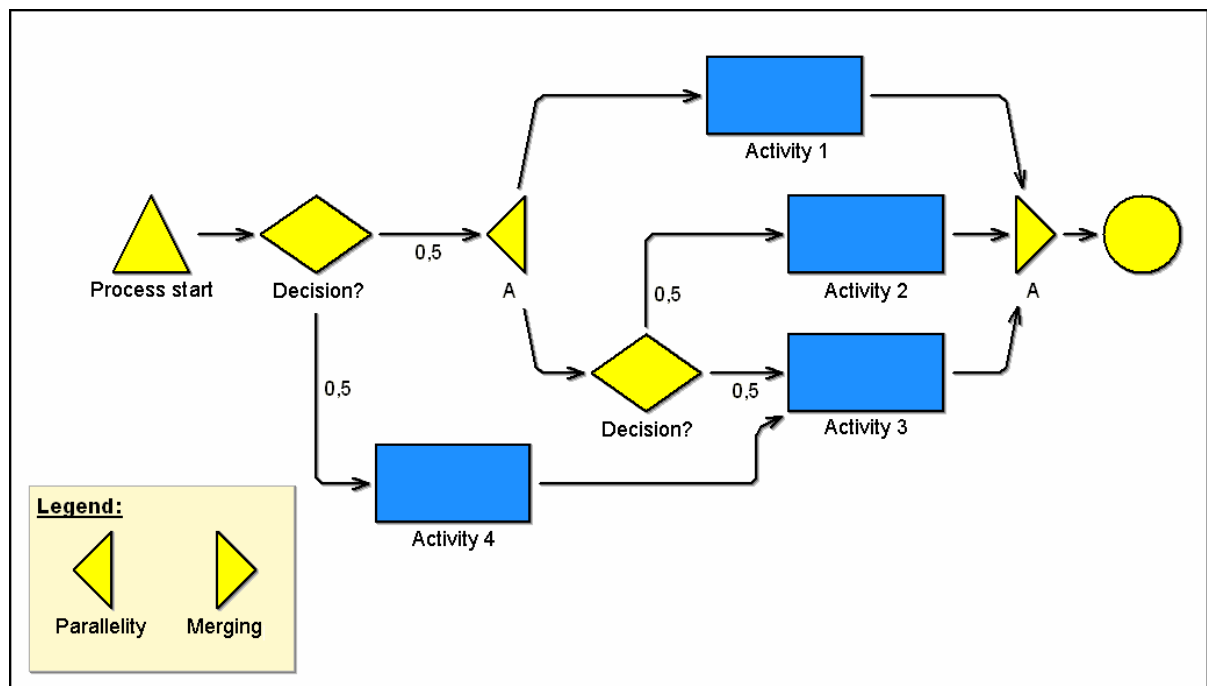 Activity 1
Process start
Decision?
0,5
A
0,5
Activity 2
A
0,5
Decision?
0,5
Activity 3
Activity 4
Legend:
Parallelity
Merging